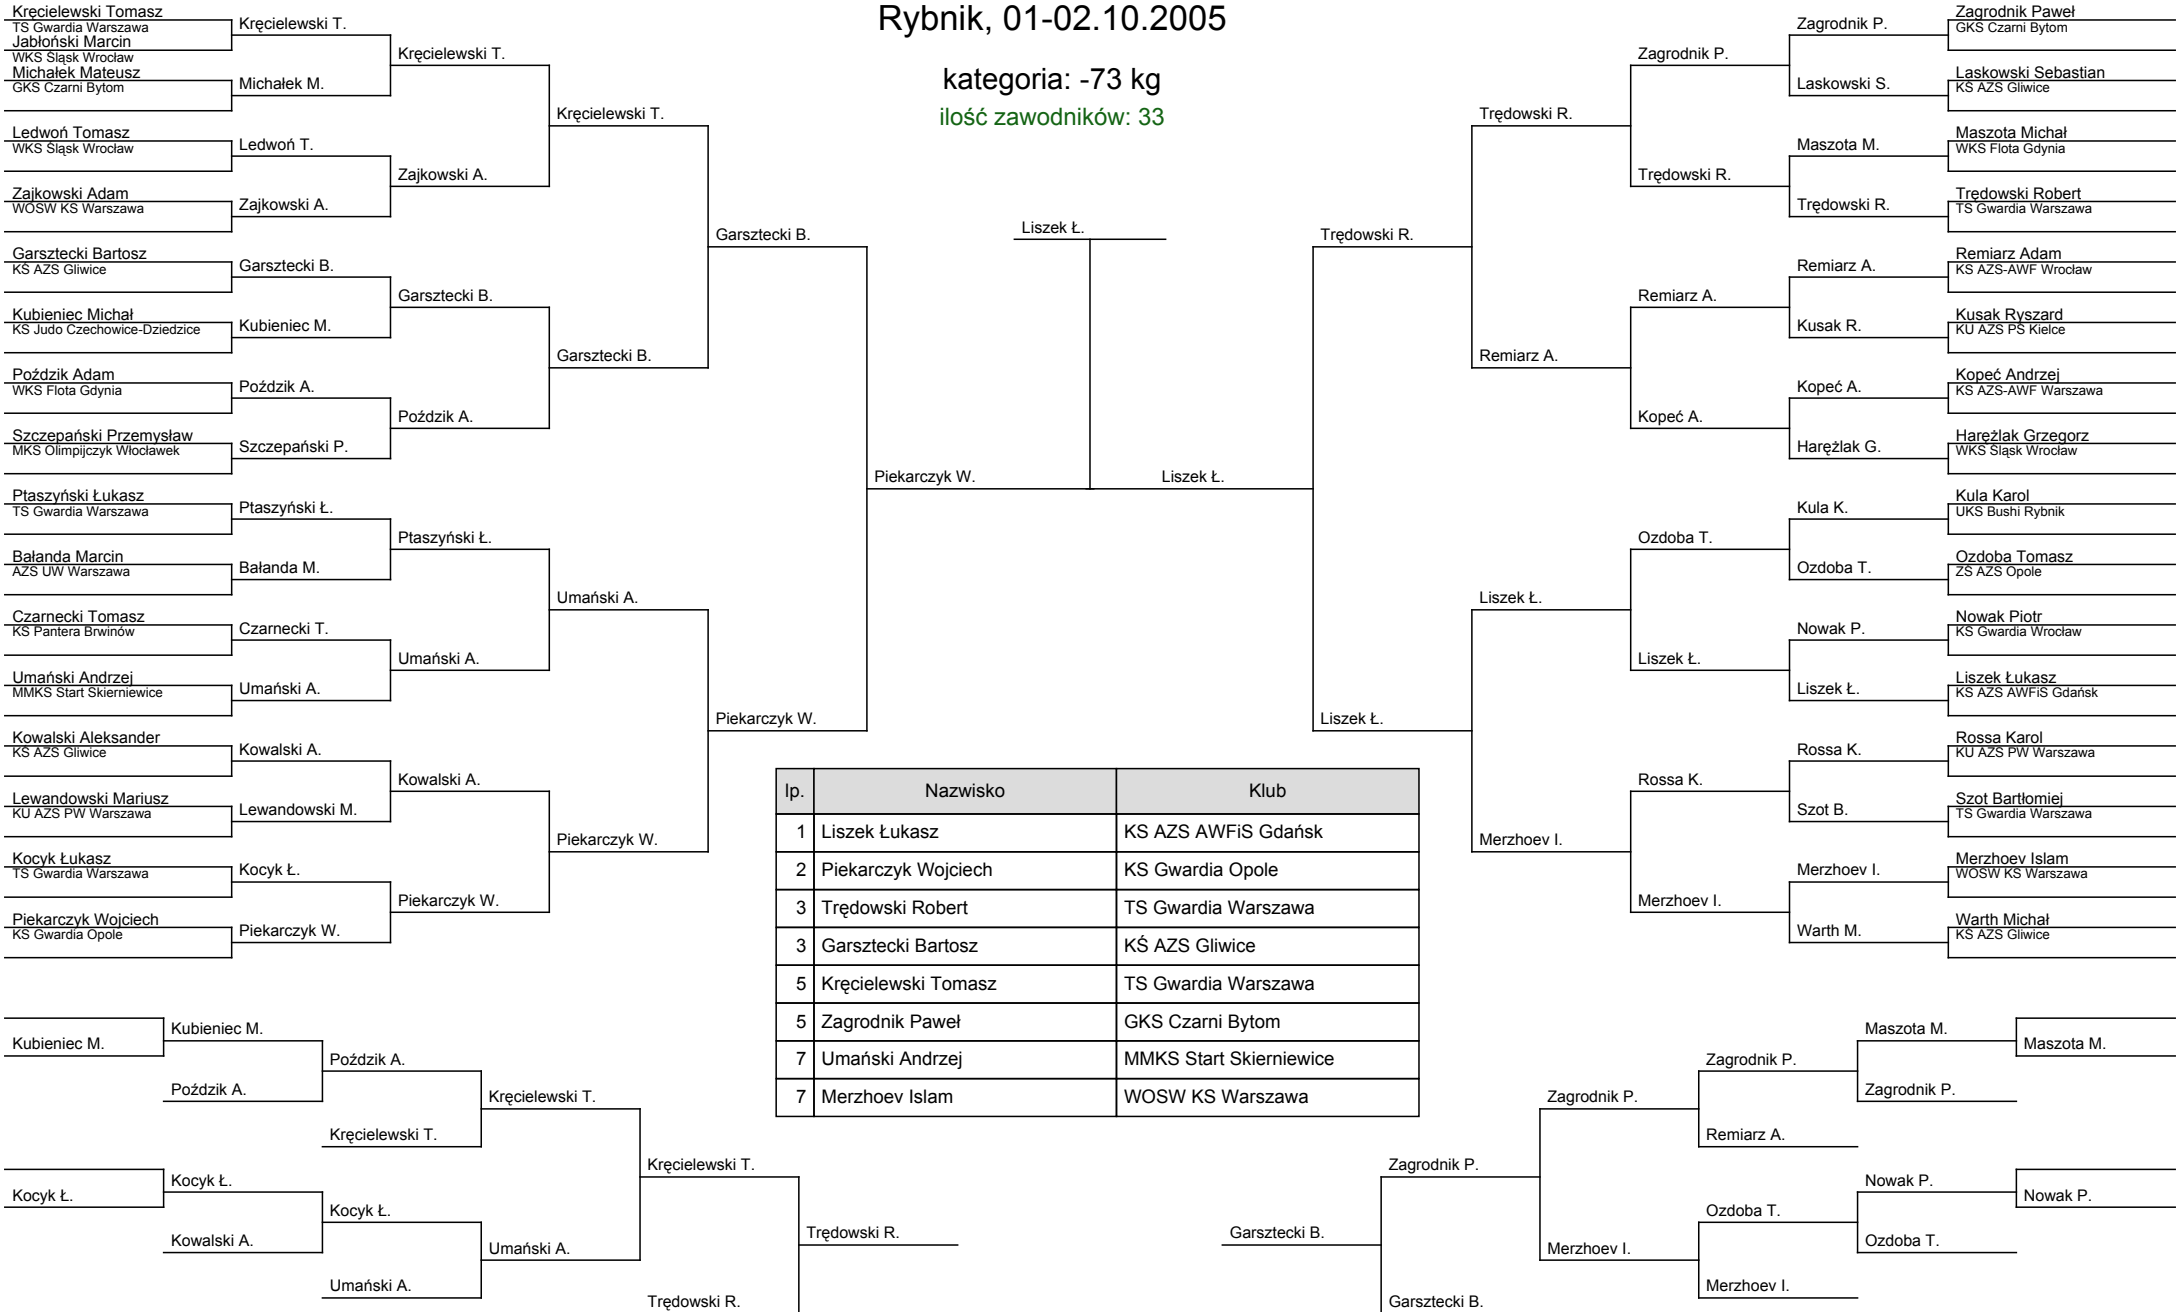 Rybnik, 01-02.10.2005
kategoria: -73 kg
ilość zawodników: 33
Kręcielewski Tomasz
TS Gwardia Warszawa
Jabłoński Marcin
WKS Śląsk Wrocław
Michałek Mateusz
GKS Czarni Bytom
Ledwoń Tomasz
WKS Śląsk Wrocław
Zajkowski Adam
WOSW KS Warszawa
Garsztecki Bartosz
KŚ AZS Gliwice
Kubieniec Michał
KS Judo Czechowice-Dziedzice
Poździk Adam
WKS Flota Gdynia
Szczepański Przemysław
MKS Olimpijczyk Włocławek
Ptaszyński Łukasz
TS Gwardia Warszawa
Bałanda Marcin
AZS UW Warszawa
Czarnecki Tomasz
KS Pantera Brwinów
Umański Andrzej
MMKS Start Skierniewice
Kowalski Aleksander
KŚ AZS Gliwice
Lewandowski Mariusz
KU AZS PW Warszawa
Kocyk Łukasz
TS Gwardia Warszawa
Piekarczyk Wojciech
KS Gwardia Opole
Kręcielewski T.
Michałek M.
Ledwoń T.
Zajkowski A.
Garsztecki B.
Kubieniec M.
Poździk A.
Szczepański P.
Ptaszyński Ł.
Bałanda M.
Czarnecki T.
Umański A.
Kowalski A.
Lewandowski M.
Kocyk Ł.
Piekarczyk W.
Kręcielewski T.
Zajkowski A.
Garsztecki B.
Poździk A.
Ptaszyński Ł.
Umański A.
Kowalski A.
Piekarczyk W.
Kręcielewski T.
Garsztecki B.
Umański A.
Piekarczyk W.
Garsztecki B.
Piekarczyk W.
Piekarczyk W.
Liszek Ł.
Liszek Ł.
Trędowski R.
Liszek Ł.
Trędowski R.
Remiarz A.
Liszek Ł.
Merzhoev I.
Zagrodnik P.
Trędowski R.
Remiarz A.
Kopeć A.
Ozdoba T.
Liszek Ł.
Rossa K.
Merzhoev I.
Zagrodnik P.
Laskowski S.
Maszota M.
Trędowski R.
Remiarz A.
Kusak R.
Kopeć A.
Harężlak G.
Kula K.
Ozdoba T.
Nowak P.
Liszek Ł.
Rossa K.
Szot B.
Merzhoev I.
Warth M.
Zagrodnik Paweł
GKS Czarni Bytom
Laskowski Sebastian
KŚ AZS Gliwice
Maszota Michał
WKS Flota Gdynia
Trędowski Robert
TS Gwardia Warszawa
Remiarz Adam
KS AZS-AWF Wrocław
Kusak Ryszard
KU AZS PŚ Kielce
Kopeć Andrzej
KS AZS-AWF Warszawa
Harężlak Grzegorz
WKS Śląsk Wrocław
Kula Karol
UKS Bushi Rybnik
Ozdoba Tomasz
ZŚ AZS Opole
Nowak Piotr
KS Gwardia Wrocław
Liszek Łukasz
KS AZS AWFiS Gdańsk
Rossa Karol
KU AZS PW Warszawa
Szot Bartłomiej
TS Gwardia Warszawa
Merzhoev Islam
WOSW KS Warszawa
Warth Michał
KŚ AZS Gliwice
lp. Nazwisko Klub
1 Liszek Łukasz KS AZS AWFiS Gdańsk
2 Piekarczyk Wojciech KS Gwardia Opole
3 Trędowski Robert TS Gwardia Warszawa
3 Garsztecki Bartosz KŚ AZS Gliwice
5 Kręcielewski Tomasz TS Gwardia Warszawa
5 Zagrodnik Paweł GKS Czarni Bytom
7 Umański Andrzej MMKS Start Skierniewice
7 Merzhoev Islam WOSW KS Warszawa
Kubieniec M.
Kocyk Ł.
Kubieniec M.
Poździk A.
Kocyk Ł.
Kowalski A.
Poździk A.
Kręcielewski T.
Kocyk Ł.
Umański A.
Kręcielewski T.
Umański A.
Kręcielewski T.
Trędowski R.
Trędowski R.
Garsztecki B.
Zagrodnik P.
Garsztecki B.
Zagrodnik P.
Merzhoev I.
Zagrodnik P.
Remiarz A.
Ozdoba T.
Merzhoev I.
Maszota M.
Zagrodnik P.
Nowak P.
Ozdoba T.
Maszota M.
Nowak P.